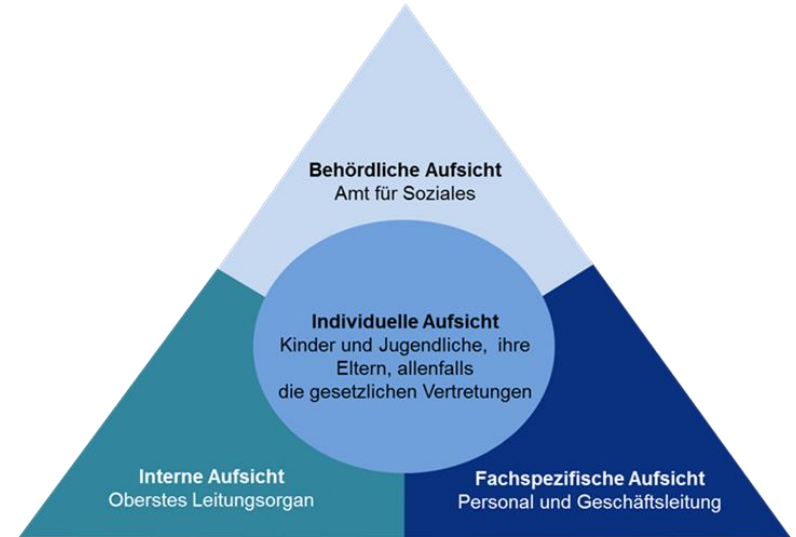 Behördliche Aufsicht
Amt für Soziales
Individuelle Aufsicht
Kinder und Jugendliche, ihre
Eltern, allenfalls
die gesetzlichen Vertretungen
Interne Aufsicht
Oberstes Leitungsorgan
Fachspezifische Aufsicht
Personal und Geschäftsleitung